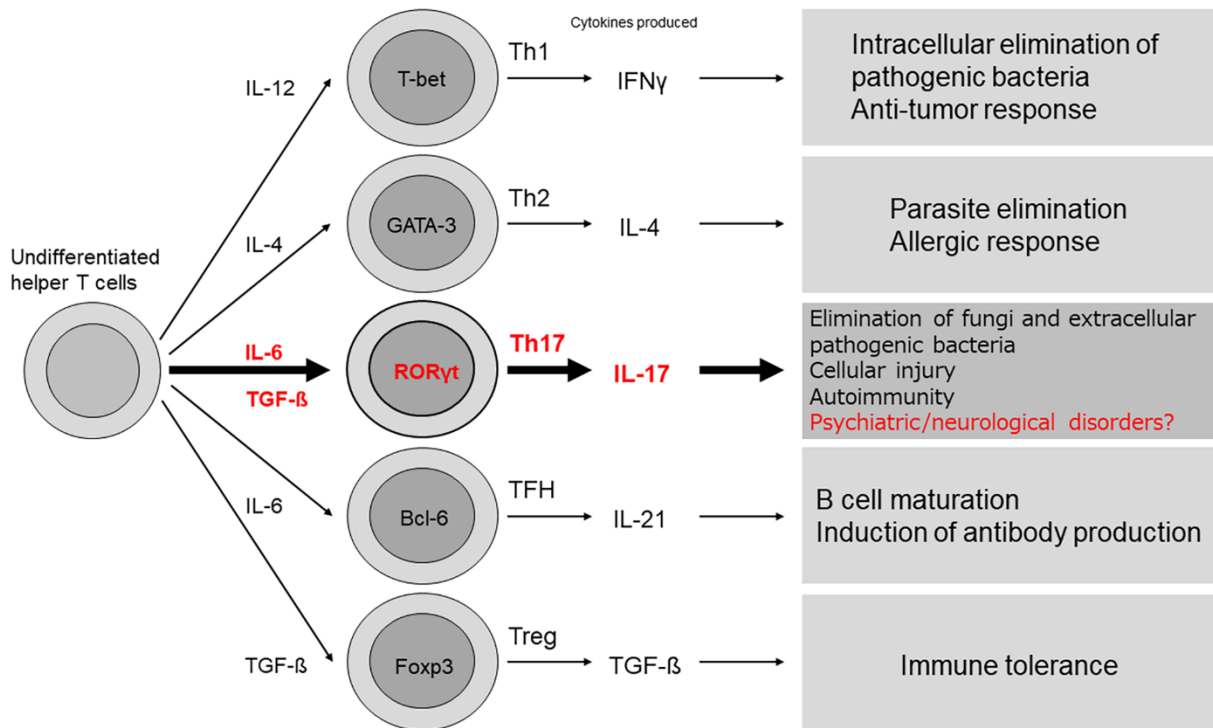 Cytokines produced
IL-12
T-bet
Th1
IFNγ
Intracellular elimination of
pathogenic bacteria
Anti-tumor response
IL-4
GATA-3
Th2
IL-4
Parasite elimination
Allergic response
Undifferentiated
helper T cells
IL-6
TGF-ß
RORγt
Th17
IL-17
Elimination of fungi and extracellular
pathogenic bacteria
Cellular injury
Autoimmunity
Psychiatric/neurological disorders?
IL-6
Bcl-6
TFH
IL-21
B cell maturation
Induction of antibody production
TGF-ß
Foxp3
Treg
TGF-ß
Immune tolerance